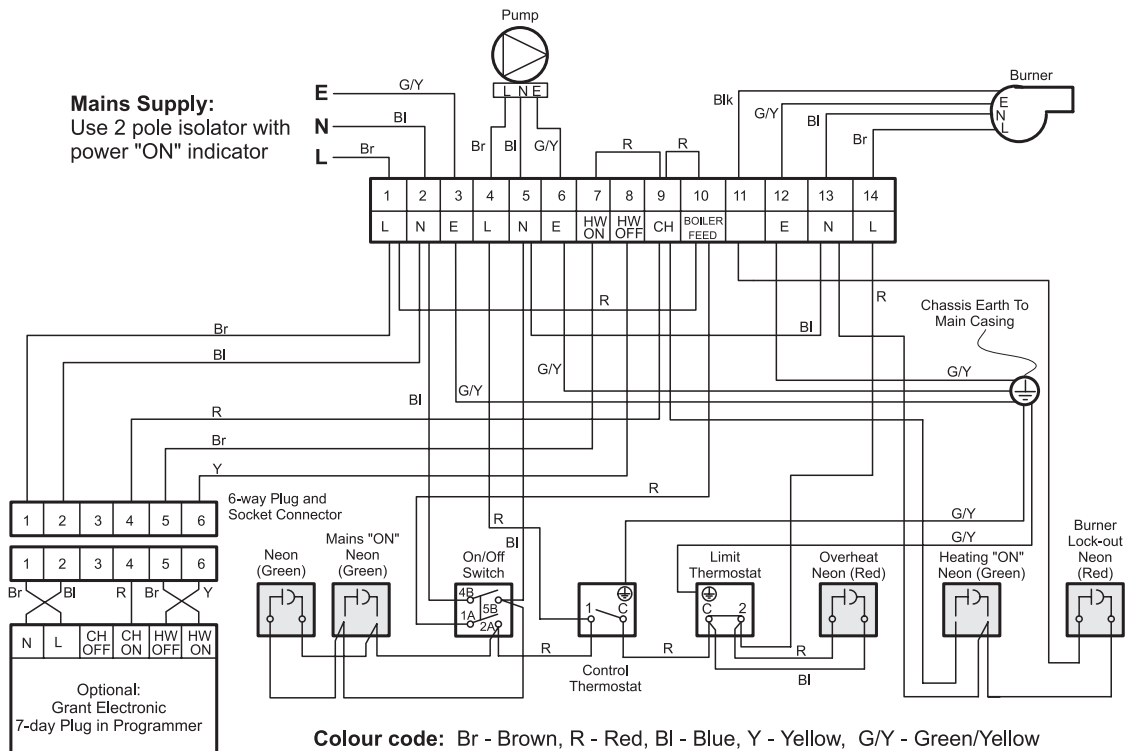 Pump
Burner
Mains Supply:
Use 2 pole isolator with
power "ON" indicator
E
N
L
G/Y
Bl
Br
L N E
Br
Bl
G/Y
R
R
Blk
G/Y
Bl
Br
E
N
L
1 2 3 4 5 6 7 8 9 10 11 12 13 14
L N E L N E HW ON HW OFF CH BOILER FEED E N L
R
R
Chassis Earth To
Main Casing
Br
Bl
Bl
G/Y
G/Y
G/Y
Bl
R
Br
Y
R
R
Bl
G/Y
G/Y
6-way Plug and
Socket Connector
1 2 3 4 5 6
1 2 3 4 5 6
Br Bl R Br Y
N L CH OFF CH ON HW OFF HW ON
Optional:
Grant Electronic
7-day Plug in Programmer
Neon
(Green)
Mains "ON"
Neon
(Green)
On/Off
Switch
4B
5B
1A
2A
1 C
Control
Thermostat
Limit
Thermostat
C 2
Overheat
Neon (Red)
Heating "ON"
Neon (Green)
Burner
Lock-out
Neon
(Red)
R
R
R
Bl
Colour code: Br - Brown, R - Red, Bl - Blue, Y - Yellow, G/Y - Green/Yellow